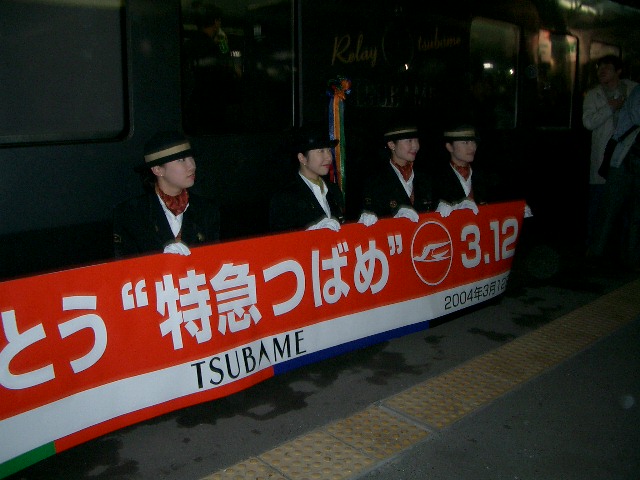 Relay tsubame
とう “特急つばめ” 3.12
2004年3月12
TSUBAME